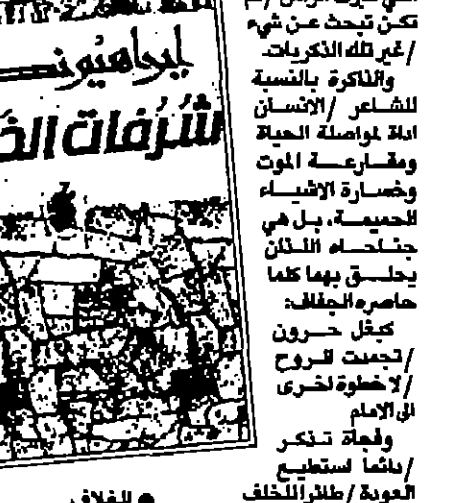 تكن تبحث عن شيء
/غير تلك الذكريات.
والذاكرة بالنسبة
للشاعر /الانسان
اداة لمواصلة الحياة
ومقارعة الموت
وخسارة الاشياء
الحميمة، بل هي
جناحاه اللذان
يحلق بهما كلما
حاصره الجفاف:
كبغل حرون
/تجمدت الروح
/لا خطوة اخرى
الى الامام
وفجأة تذكر
/دائما استطيع
العودة /طائرا للخلف
شُرُفات
● الغلاف